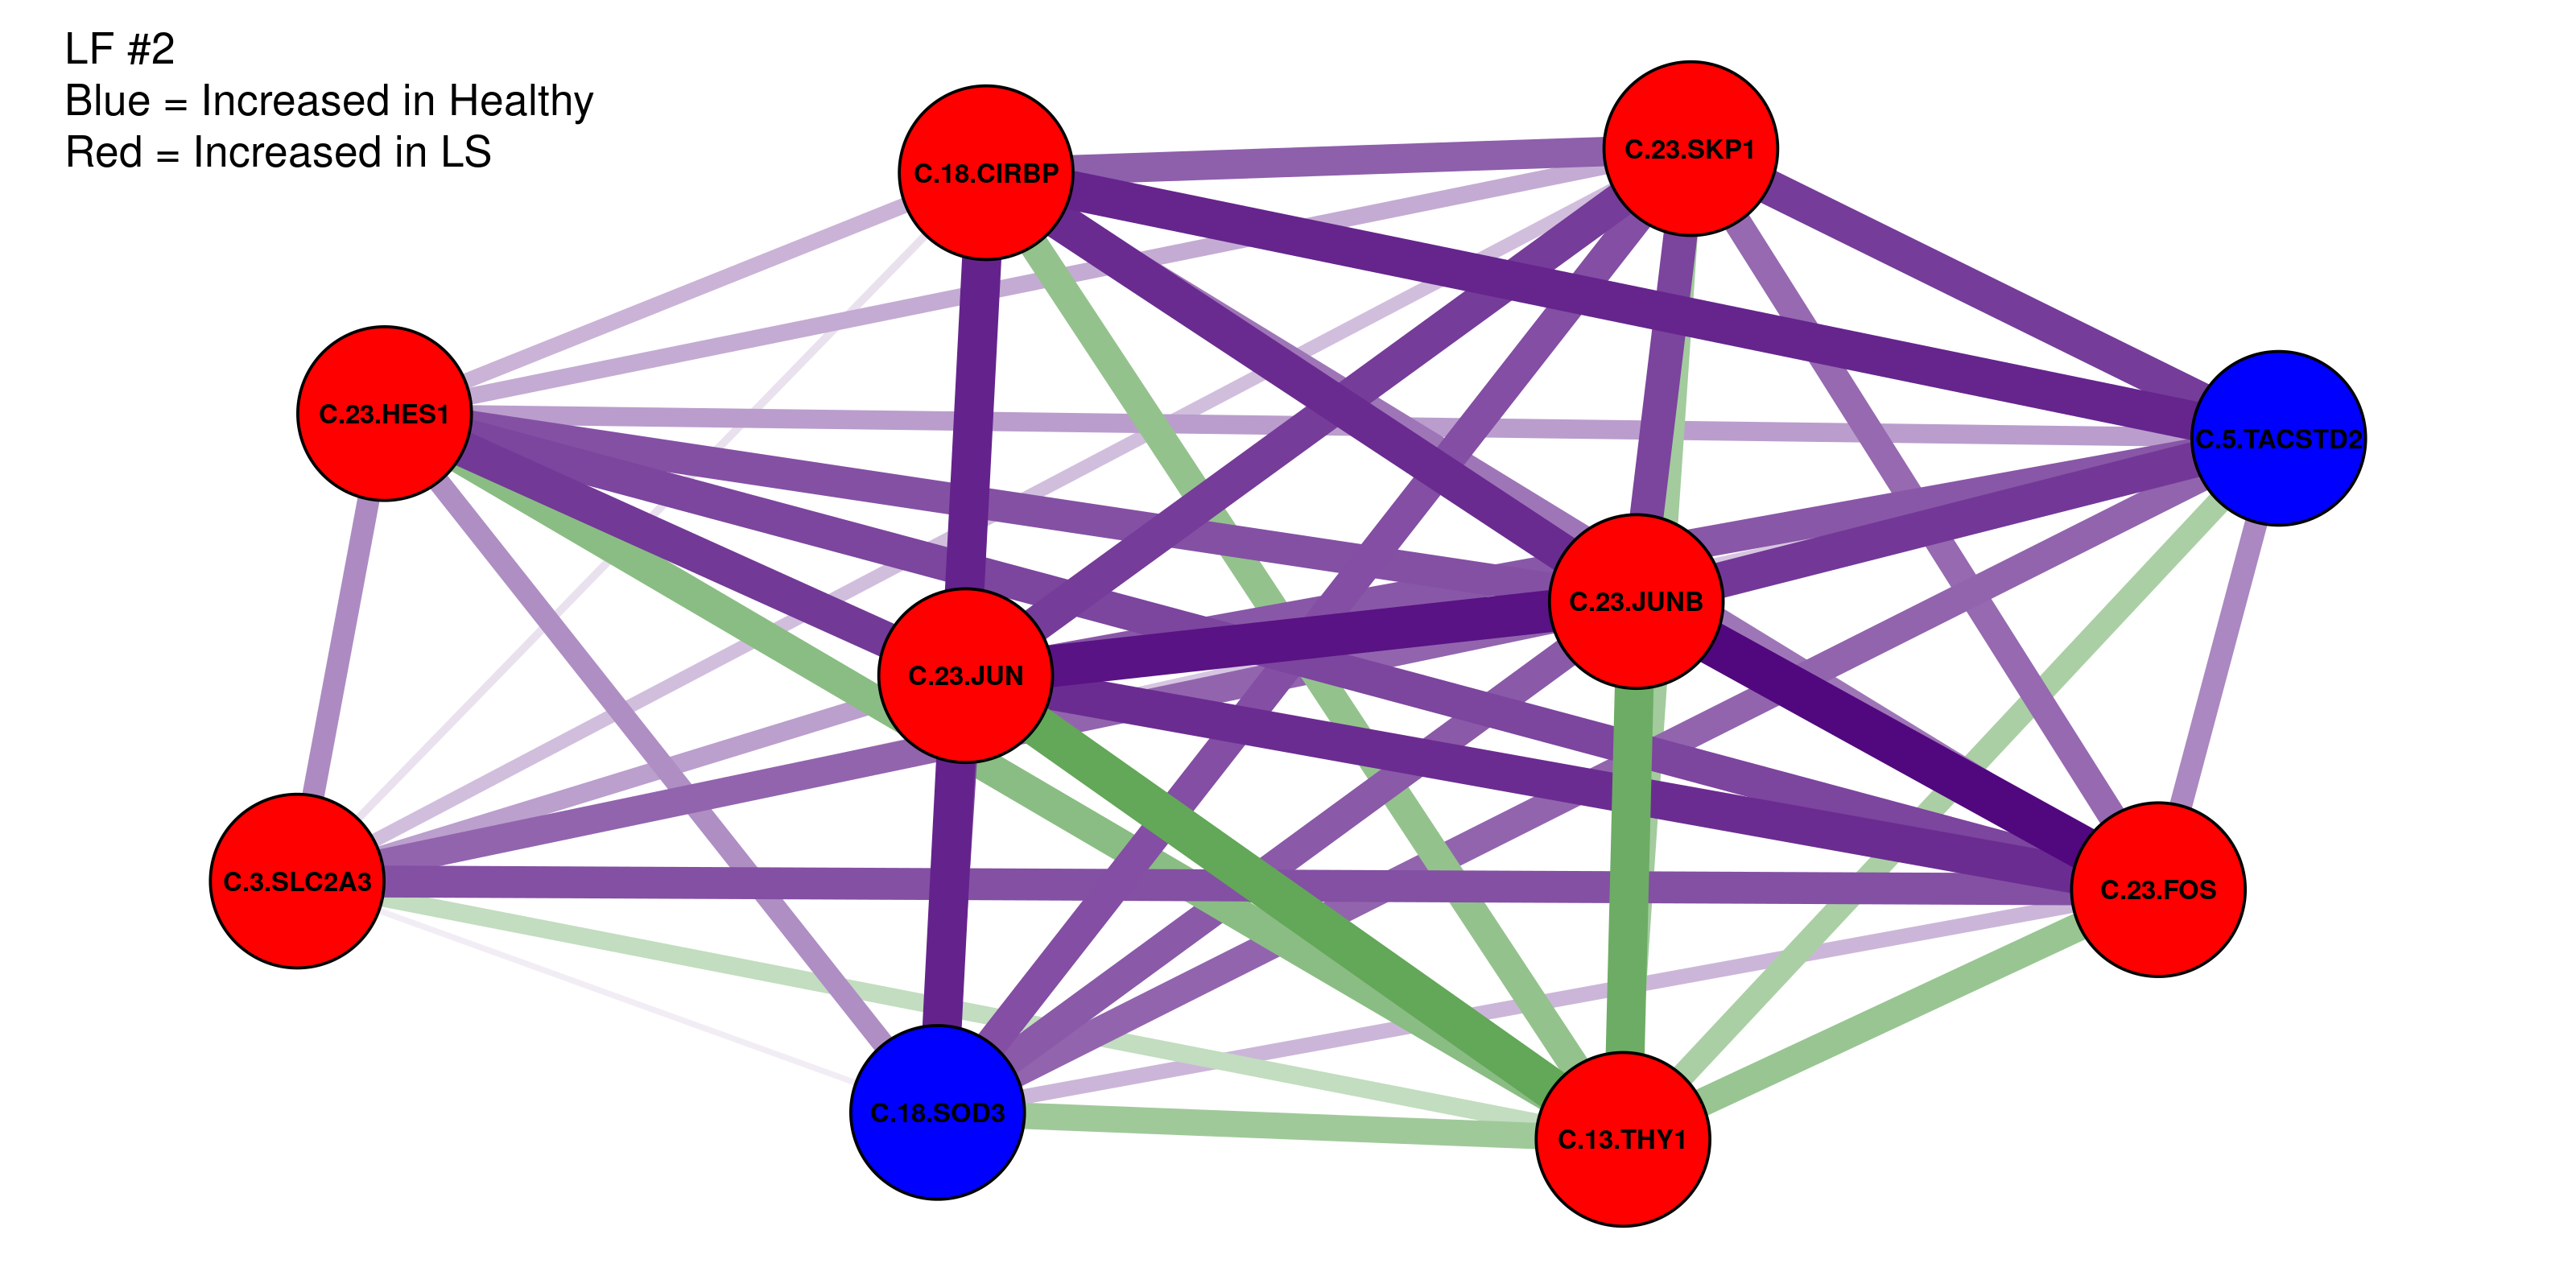 LF #2
Blue = Increased in Healthy
Red = Increased in LS
C.23.SKP1
C.18.CIRBP
C.23.HES1
C.5.TACSTD2
C.23.JUNB
C.23.JUN
C.3.SLC2A3
C.23.FOS
C.18.SOD3
C.13.THY1